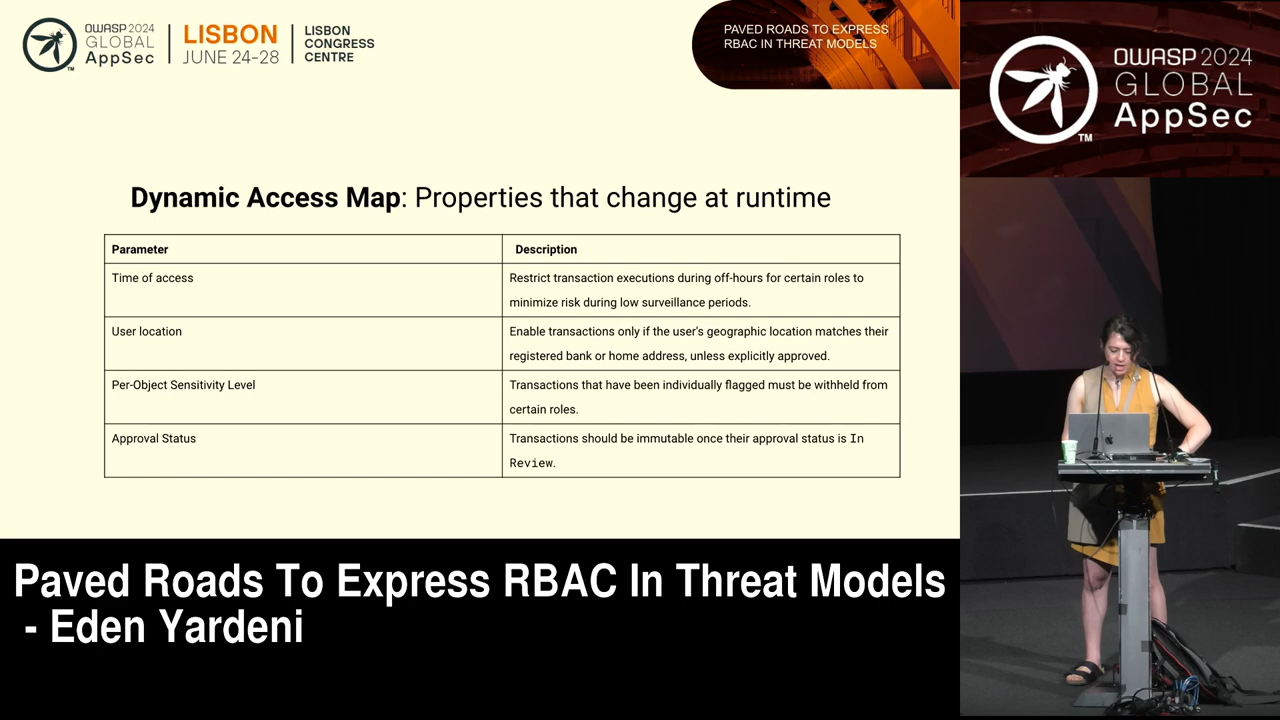 OWASP 2024
GLOBAL
AppSec
TM
LISBON
JUNE 24-28
LISBON
CONGRESS
CENTRE
PAVED ROADS TO EXPRESS
RBAC IN THREAT MODELS
OWASP 2024
GLOBAL
AppSec
TM
Dynamic Access Map: Properties that change at runtime
Parameter
Description
Time of access
Restrict transaction executions during off-hours for certain roles to
minimize risk during low surveillance periods.
User location
Enable transactions only if the user's geographic location matches their
registered bank or home address, unless explicitly approved.
Per-Object Sensitivity Level
Transactions that have been individually flagged must be withheld from
certain roles.
Approval Status
Transactions should be immutable once their approval status is In
Review.
Paved Roads To Express RBAC In Threat Models
- Eden Yardeni